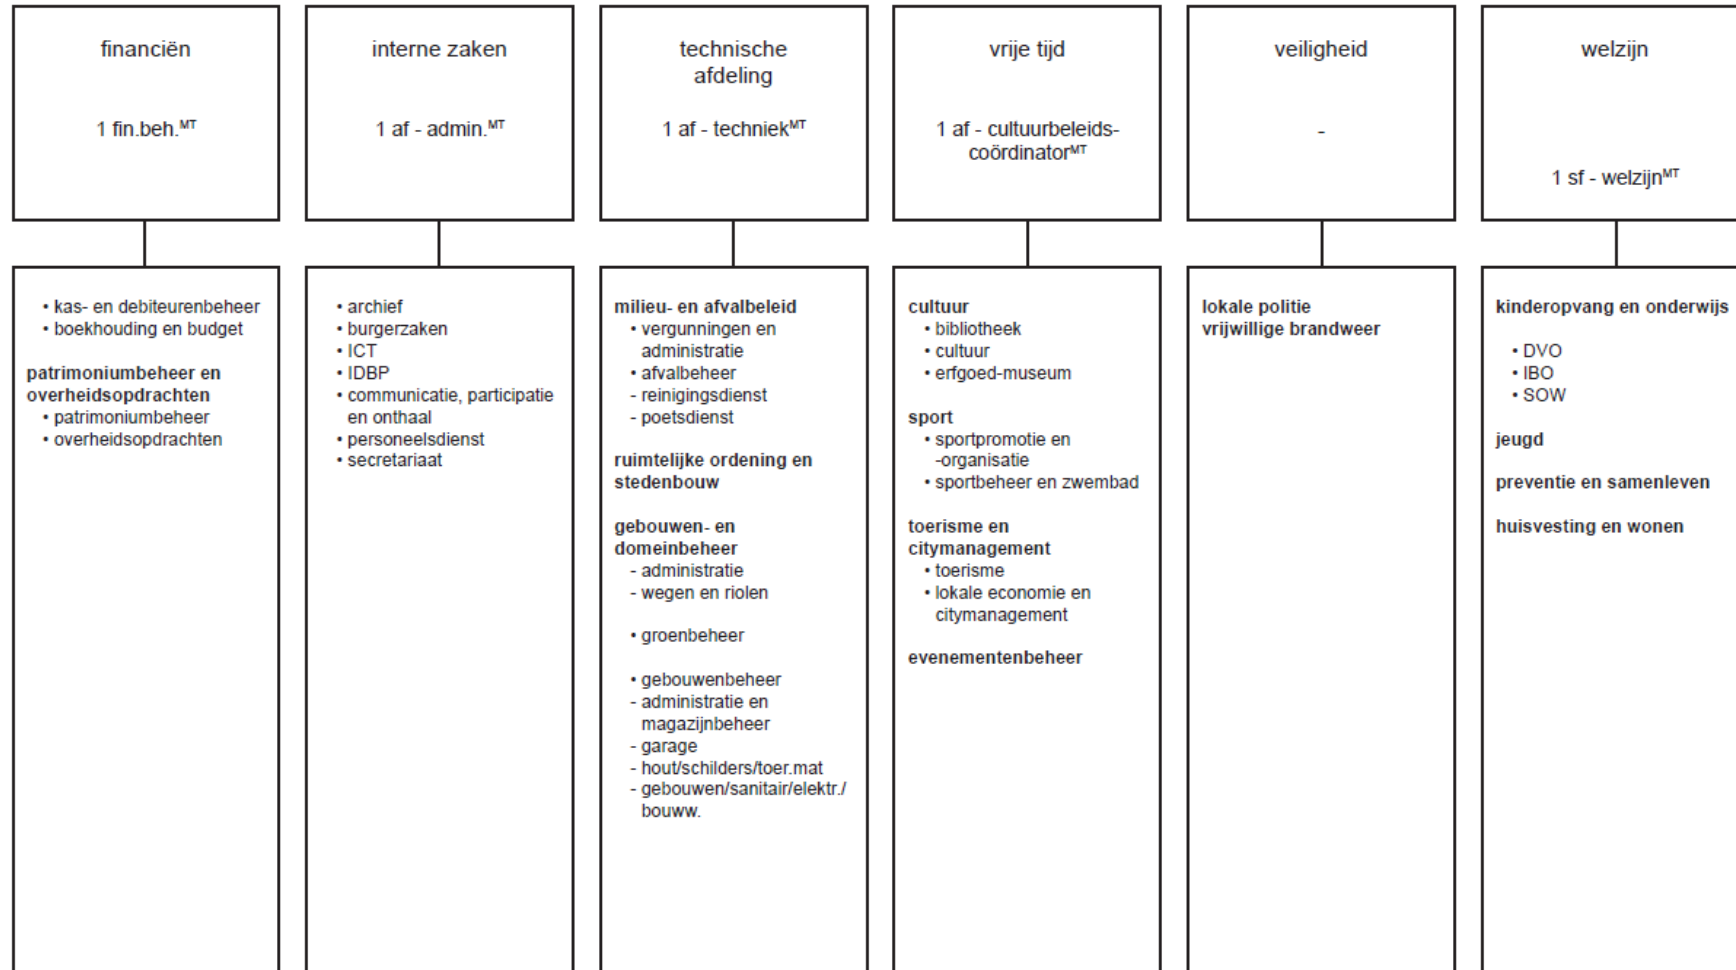 financiën
1 fin.beh.MT
interne zaken
1 af - admin.MT
technische
afdeling
1 af - techniekMT
vrije tijd
1 af - cultuurbeleids-
coördinatorMT
veiligheid
-
welzijn
1 sf - welzijnMT
• kas- en debiteurenbeheer
• boekhouding en budget
patrimoniumbeheer en
overheidsopdrachten
• patrimoniumbeheer
• overheidsopdrachten
• archief
• burgerzaken
• ICT
• IDBP
• communicatie, participatie
en onthaal
• personeelsdienst
• secretariaat
milieu- en afvalbeleid
• vergunningen en
administratie
• afvalbeheer
- reinigingsdienst
- poetsdienst
ruimtelijke ordening en
stedenbouw
gebouwen- en
domeinbeheer
- administratie
- wegen en riolen
• groenbeheer
• gebouwenbeheer
- administratie en
magazijnbeheer
- garage
- hout/schilders/toer.mat
- gebouwen/sanitair/elektr./
bouww.
cultuur
• bibliotheek
• cultuur
• erfgoed-museum
sport
• sportpromotie en
-organisatie
• sportbeheer en zwembad
toerisme en
citymanagement
• toerisme
• lokale economie en
citymanagement
evenementenbeheer
lokale politie
vrijwillige brandweer
kinderopvang en onderwijs
• DVO
• IBO
• SOW
jeugd
preventie en samenleven
huisvesting en wonen